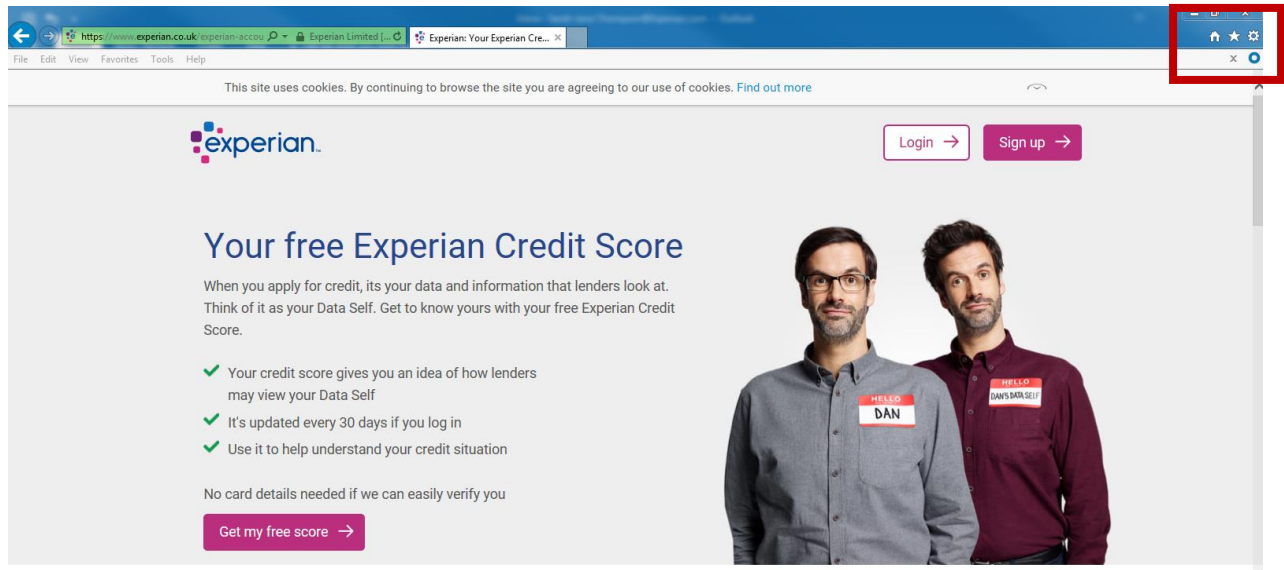 https://www.experian.co.uk/experian-accou
Experian Limited [...
Experian: Your Experian Cre...
File Edit View Favorites Tools Help
This site uses cookies. By continuing to browse the site you are agreeing to our use of cookies. Find out more
experian.
Login
Sign up
Your free Experian Credit Score
When you apply for credit, its your data and information that lenders look at.
Think of it as your Data Self. Get to know yours with your free Experian Credit
Score.
Your credit score gives you an idea of how lenders
may view your Data Self
It's updated every 30 days if you log in
Use it to help understand your credit situation
No card details needed if we can easily verify you
Get my free score
HELLO
DAN
HELLO
DAN'S DATA SELF